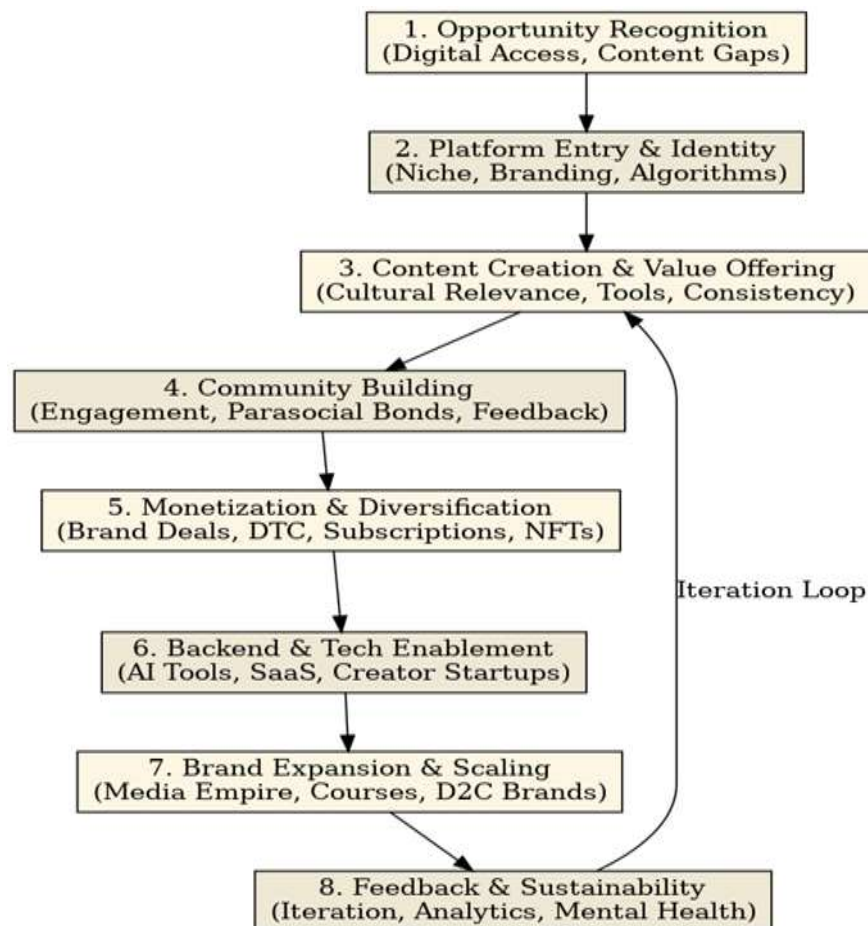 1. Opportunity Recognition
(Digital Access, Content Gaps)
2. Platform Entry & Identity
(Niche, Branding, Algorithms)
3. Content Creation & Value Offering
(Cultural Relevance, Tools, Consistency)
4. Community Building
(Engagement, Parasocial Bonds, Feedback)
5. Monetization & Diversification
(Brand Deals, DTC, Subscriptions, NFTs)
Iteration Loop
6. Backend & Tech Enablement
(AI Tools, SaaS, Creator Startups)
7. Brand Expansion & Scaling
(Media Empire, Courses, D2C Brands)
8. Feedback & Sustainability
(Iteration, Analytics, Mental Health)